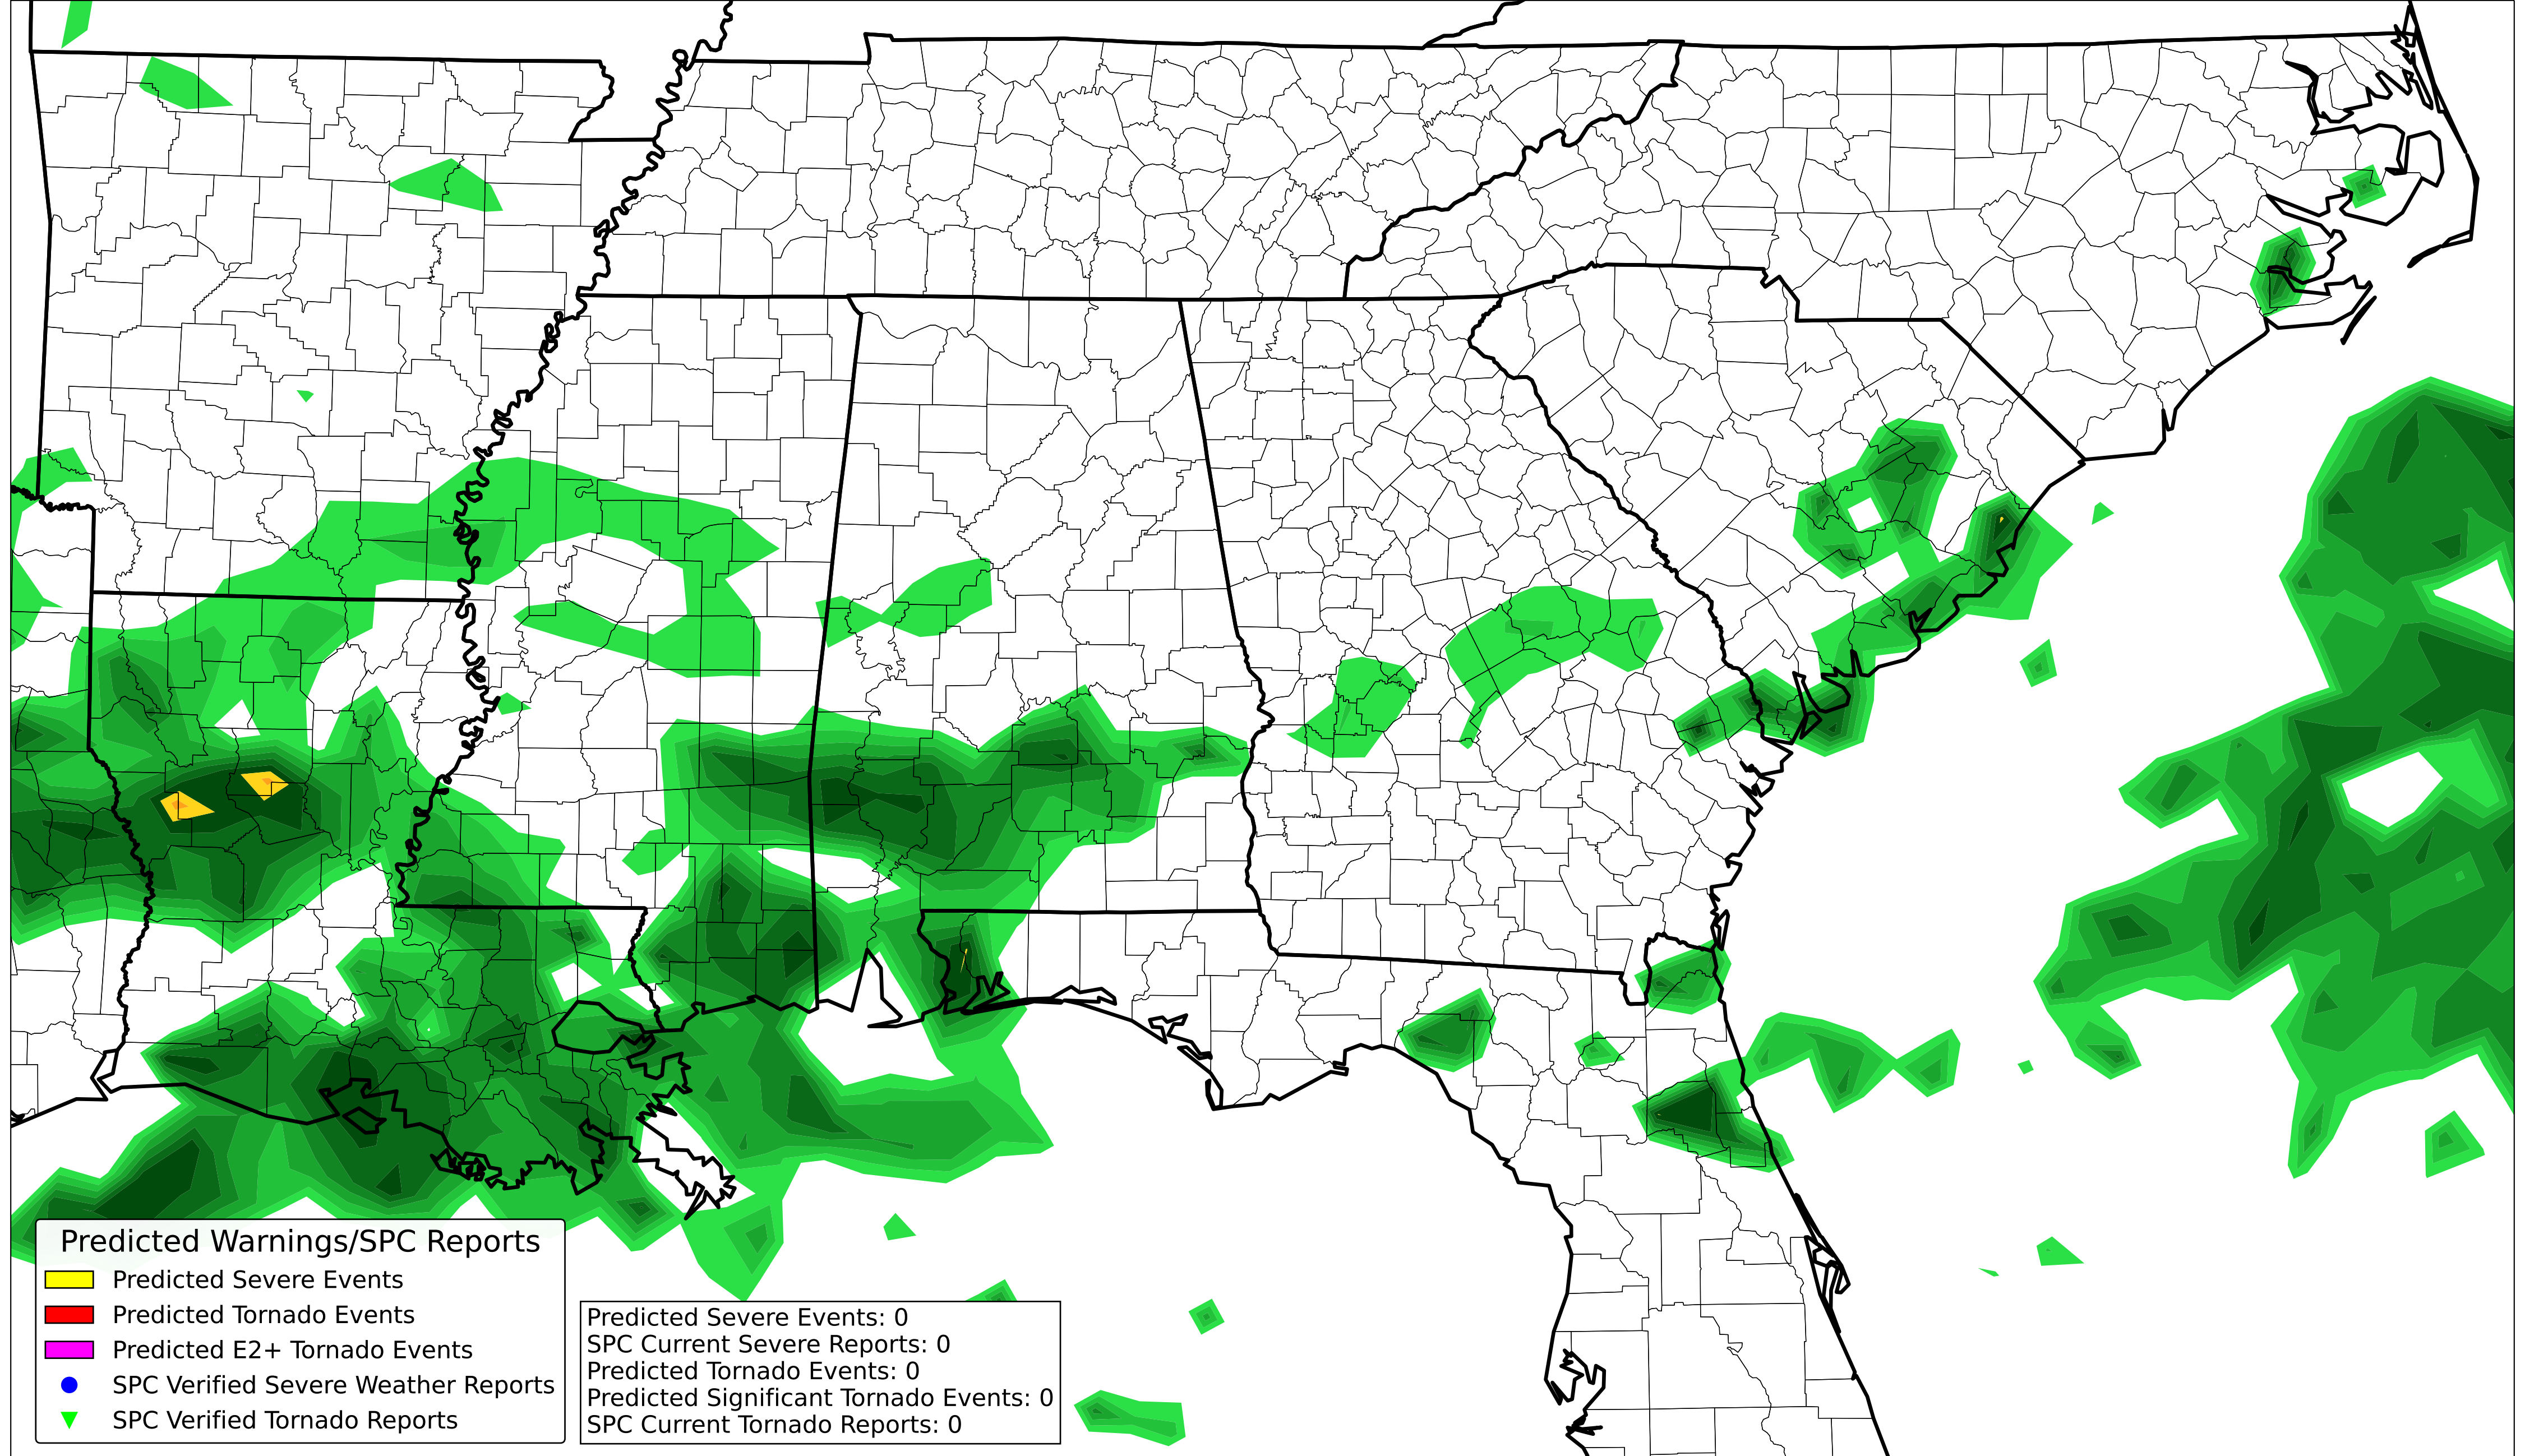 Predicted Warnings/SPC Reports
Predicted Severe Events
Predicted Tornado Events
Predicted E2+ Tornado Events
SPC Verified Severe Weather Reports
SPC Verified Tornado Reports
Predicted Severe Events: 0
SPC Current Severe Reports: 0
Predicted Tornado Events: 0
Predicted Significant Tornado Events: 0
SPC Current Tornado Reports: 0